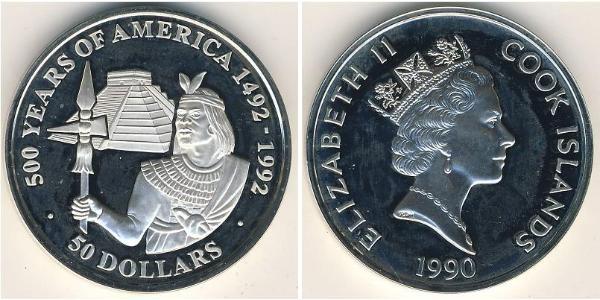 500 YEARS OF AMERICA 1492-1992
50 DOLLARS
ELIZABETH II
COOK ISLANDS
1990